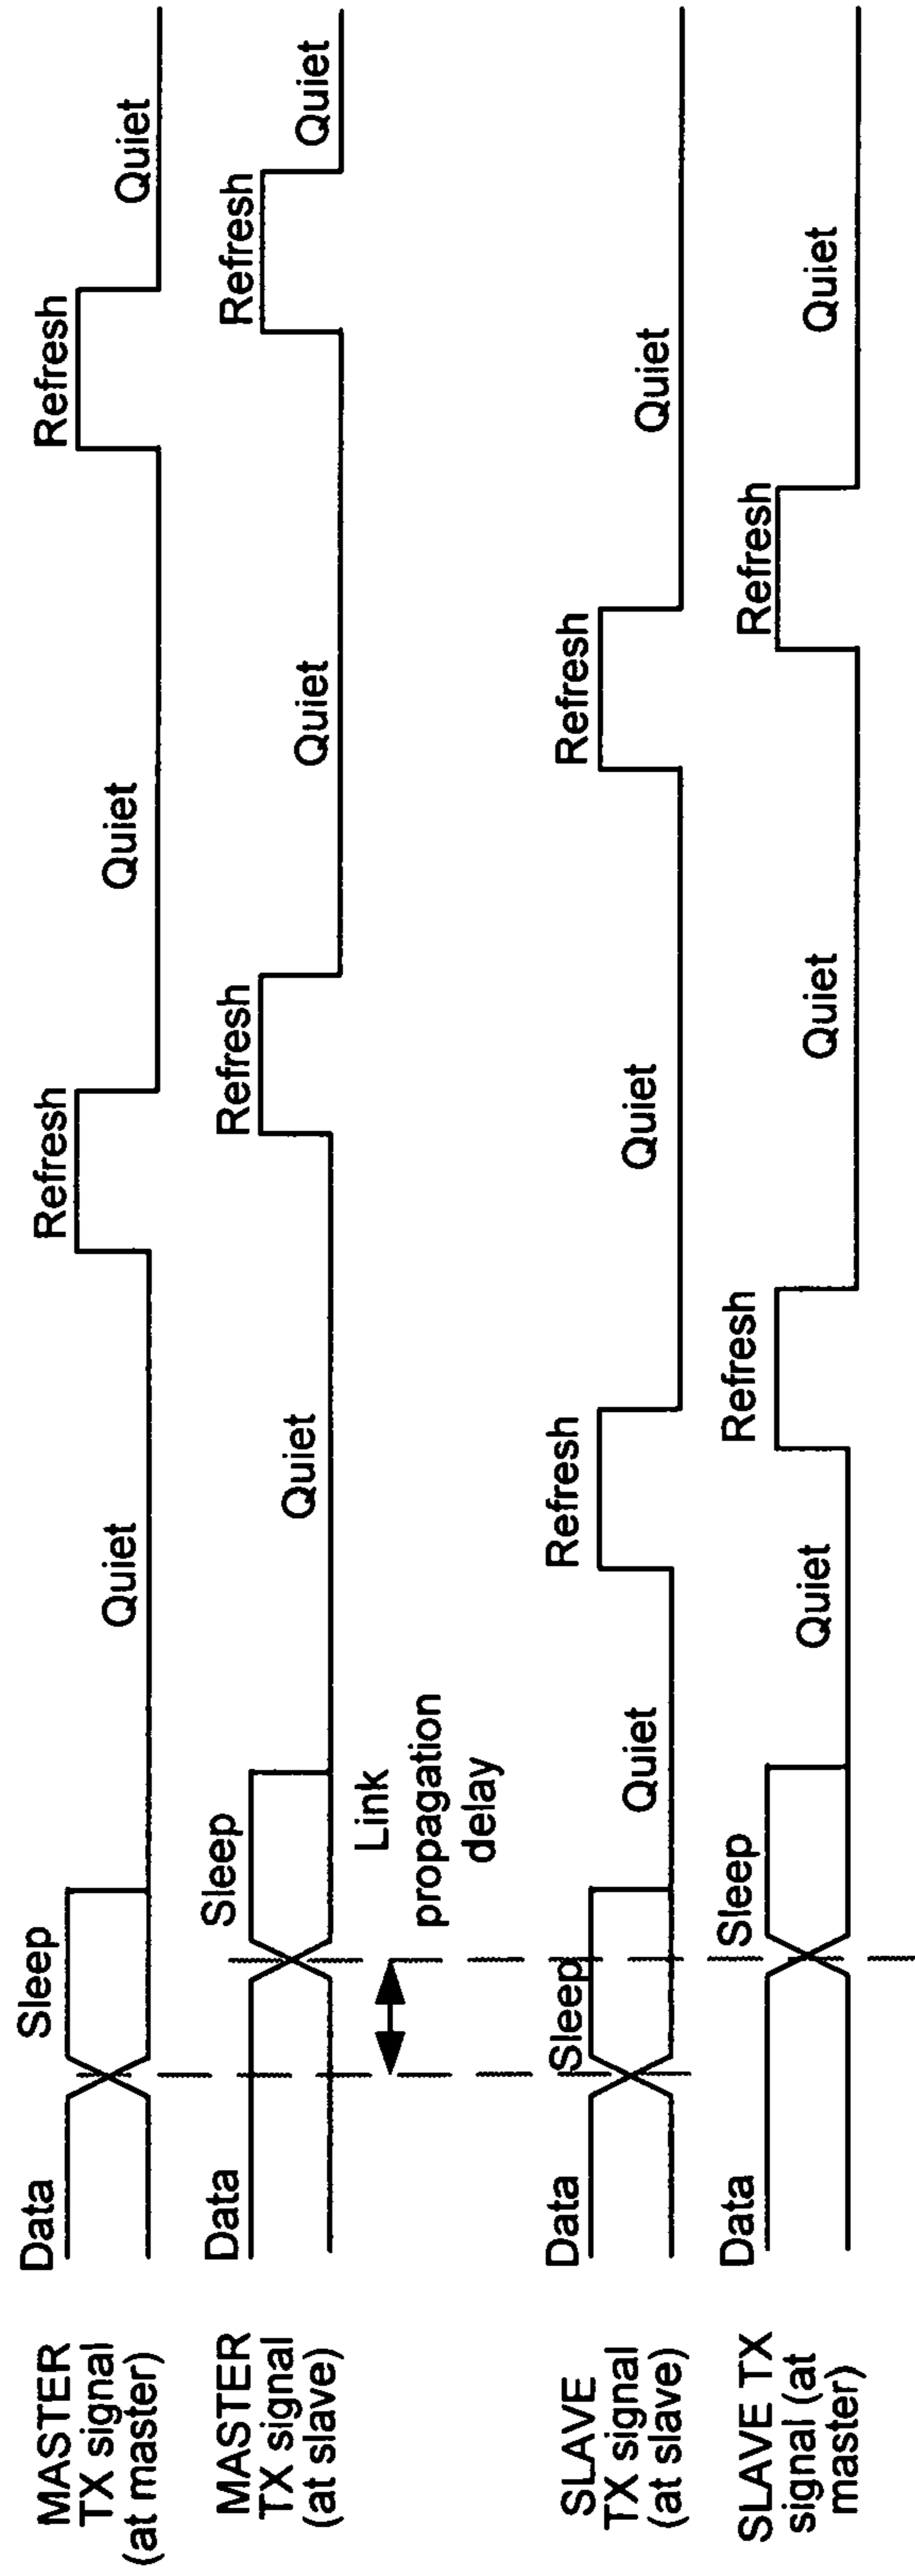 MASTER
TX signal
(at master)
Data
Sleep
Quiet
Refresh
Quiet
Refresh
Quiet
MASTER
TX signal
(at slave)
Data
Sleep
Quiet
Refresh
Quiet
Refresh
Quiet
Link
propagation
delay
SLAVE
TX signal
(at slave)
Data
Sleep
Quiet
Refresh
Quiet
Refresh
Quiet
SLAVE TX
signal (at
master)
Data
Sleep
Quiet
Refresh
Quiet
Refresh
Quiet